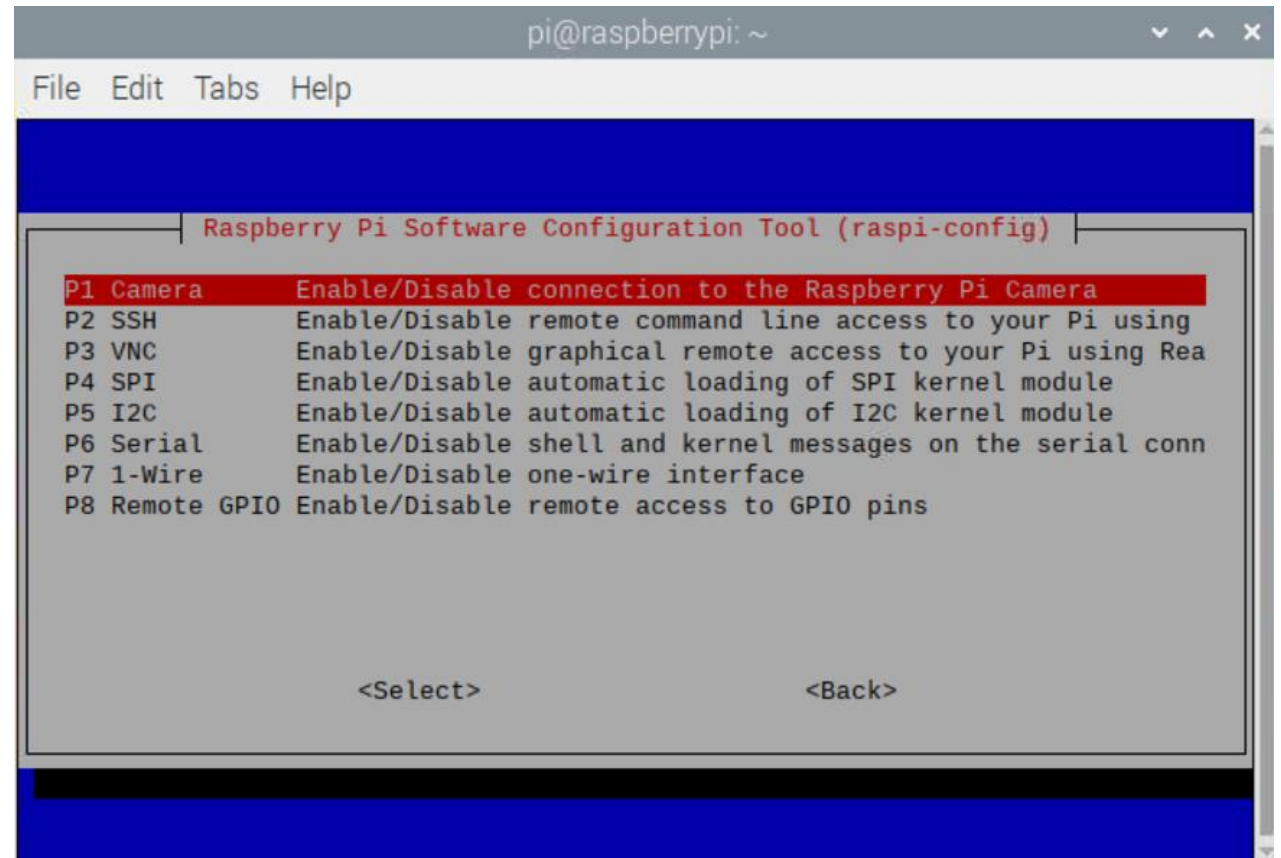 pi@raspberrypi: ~
File Edit Tabs Help
Raspberry Pi Software Configuration Tool (raspi-config)
P1 Camera Enable/Disable connection to the Raspberry Pi Camera
P2 SSH Enable/Disable remote command line access to your Pi using
P3 VNC Enable/Disable graphical remote access to your Pi using Rea
P4 SPI Enable/Disable automatic loading of SPI kernel module
P5 I2C Enable/Disable automatic loading of I2C kernel module
P6 Serial Enable/Disable shell and kernel messages on the serial conn
P7 1-Wire Enable/Disable one-wire interface
P8 Remote GPIO Enable/Disable remote access to GPIO pins
<Select> <Back>